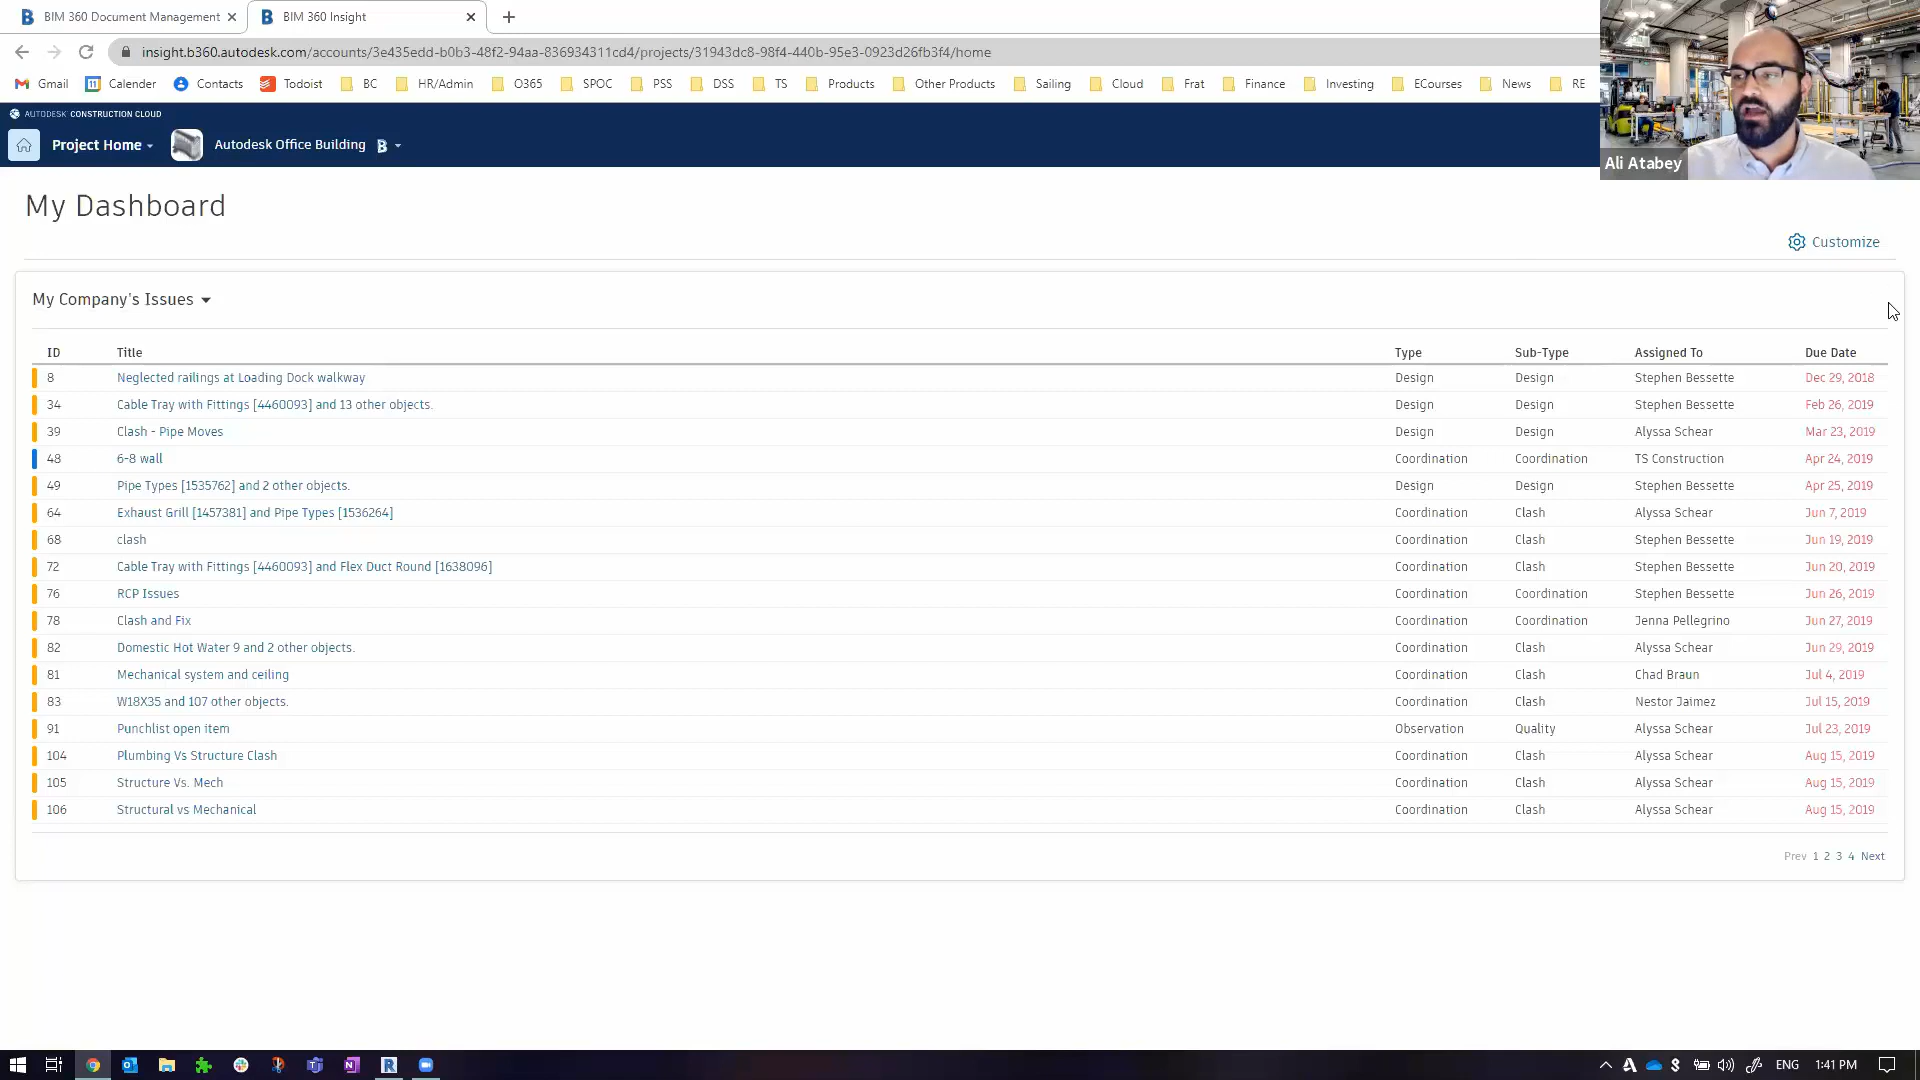 BIM 360 Document Management
BIM 360 Insight
insight.b360.autodesk.com/accounts/3e435edd-b0b3-48f2-94aa-836934311cd4/projects/31943dc8-98f4-440b-95e3-0923d26fb3f4/home
Gmail 11 Calender Contacts Todoist BC HR/Admin O365 SPOC PSS DSS TS Products Other Products Sailing Cloud Frat Finance Investing ECourses News RE
AUTODESK CONSTRUCTION CLOUD
Project Home Autodesk Office Building B
Ali Atabey
My Dashboard
Customize
My Company's Issues
ID Title Type Sub-Type Assigned To Due Date
8 Neglected railings at Loading Dock walkway Design Design Stephen Bessette Dec 29, 2018
34 Cable Tray with Fittings [4460093] and 13 other objects. Design Design Stephen Bessette Feb 26, 2019
39 Clash - Pipe Moves Design Design Alyssa Schear Mar 23, 2019
48 6-8 wall Coordination Coordination TS Construction Apr 24, 2019
49 Pipe Types [1535762] and 2 other objects. Design Design Stephen Bessette Apr 25, 2019
64 Exhaust Grill [1457381] and Pipe Types [1536264] Coordination Clash Alyssa Schear Jun 7, 2019
68 clash Coordination Clash Stephen Bessette Jun 19, 2019
72 Cable Tray with Fittings [4460093] and Flex Duct Round [1638096] Coordination Clash Stephen Bessette Jun 20, 2019
76 RCP Issues Coordination Coordination Stephen Bessette Jun 26, 2019
78 Clash and Fix Coordination Coordination Jenna Pellegrino Jun 27, 2019
82 Domestic Hot Water 9 and 2 other objects. Coordination Clash Alyssa Schear Jun 29, 2019
81 Mechanical system and ceiling Coordination Clash Chad Braun Jul 4, 2019
83 W18X35 and 107 other objects. Coordination Clash Nestor Jaimez Jul 15, 2019
91 Punchlist open item Observation Quality Alyssa Schear Jul 23, 2019
104 Plumbing Vs Structure Clash Coordination Clash Alyssa Schear Aug 15, 2019
105 Structure Vs. Mech Coordination Clash Alyssa Schear Aug 15, 2019
106 Structural vs Mechanical Coordination Clash Alyssa Schear Aug 15, 2019
Prev 1 2 3 4 Next
ENG 1:41 PM